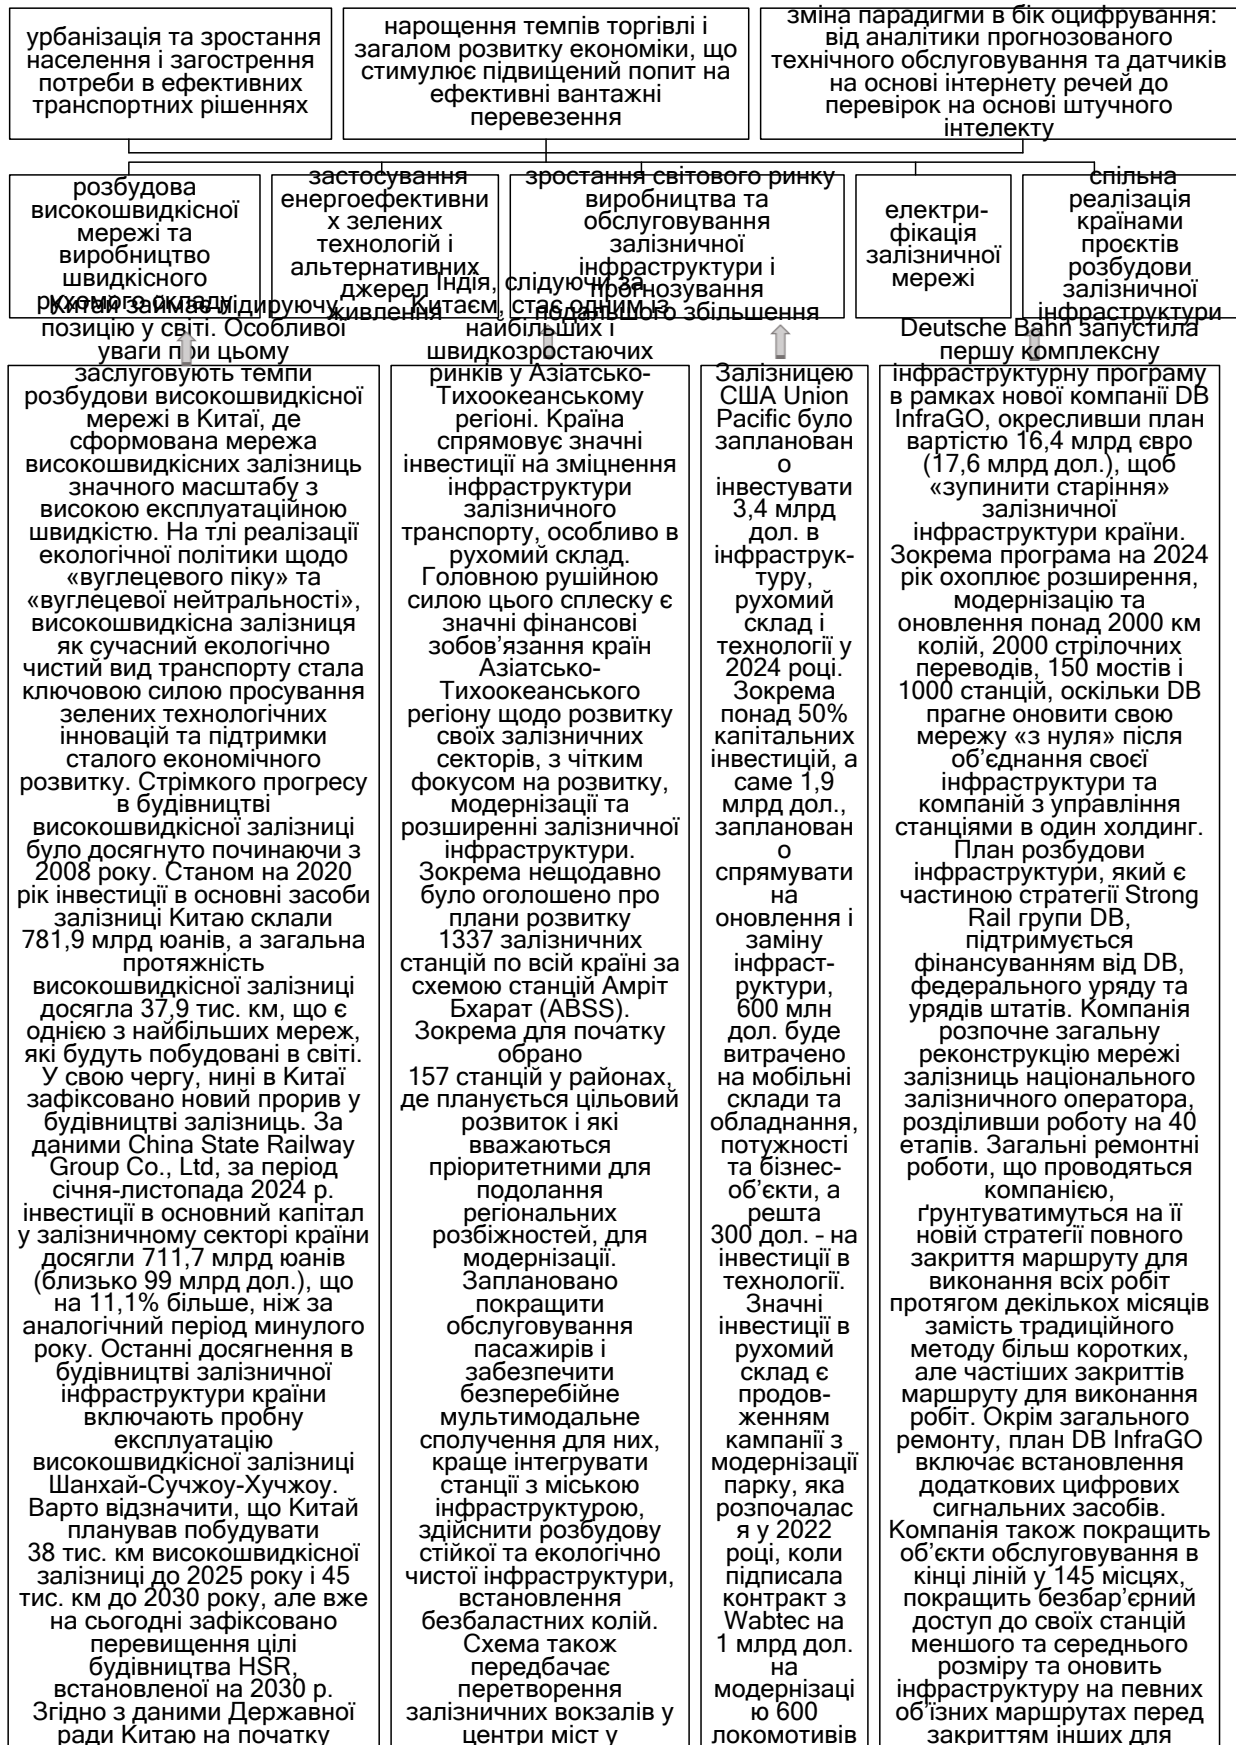 урбанізація та зростання
населення і загострення
потреби в ефективних
транспортних рішеннях
нарощення темпів торгівлі і
загалом розвитку економіки, що
стимулює підвищений попит на
ефективні вантажні
перевезення
зміна парадигми в бік оцифрування:
від аналітики прогнозованого
технічного обслуговування та датчиків
на основі інтернету речей до
перевірок на основі штучного
інтелекту
розбудова
високошвидкісної
мережі та
виробництво
швидкісного
рухомого складу
застосування
енергоефективни
х зелених
технологій і
альтернативних
джерел
живлення
зростання світового ринку
виробництва та
обслуговування
залізничної
інфраструктури і
прогнозування
подальшого збільшення
електри-
фікація
залізничної
мережі
спільна
реалізація
країнами
проєктів
розбудови
залізничної
інфраструктури
Китай займає лідируючу
позицію у світі. Особливої
уваги при цьому
заслуговують темпи
розбудови високошвидкісної
мережі в Китаї, де
сформована мережа
високошвидкісних залізниць
значного масштабу з
високою експлуатаційною
швидкістю. На тлі реалізації
екологічної політики щодо
«вуглецевого піку» та
«вуглецевої нейтральності»,
високошвидкісна залізниця
як сучасний екологічно
чистий вид транспорту стала
ключовою силою просування
зелених технологічних
інновацій та підтримки
сталого економічного
розвитку. Стрімкого прогресу
в будівництві
високошвидкісної залізниці
було досягнуто починаючи з
2008 року. Станом на 2020
рік інвестиції в основні засоби
залізниці Китаю склали
781,9 млрд юанів, а загальна
протяжність
високошвидкісної залізниці
досягла 37,9 тис. км, що є
однією з найбільших мереж,
які будуть побудовані в світі.
У свою чергу, нині в Китаї
зафіксовано новий прорив у
будівництві залізниць. За
даними China State Railway
Group Co., Ltd, за період
січня-листопада 2024 р.
інвестиції в основний капітал
у залізничному секторі країни
досягли 711,7 млрд юанів
(близько 99 млрд дол.), що
на 11,1% більше, ніж за
аналогічний період минулого
року. Останні досягнення в
будівництві залізничної
інфраструктури країни
включають пробну
експлуатацію
високошвидкісної залізниці
Шанхай-Сучжоу-Хучжоу.
Варто відзначити, що Китай
планував побудувати
38 тис. км високошвидкісної
залізниці до 2025 року і 45
тис. км до 2030 року, але вже
на сьогодні зафіксовано
перевищення цілі
будівництва HSR,
встановленої на 2030 р.
Згідно з даними Державної
ради Китаю на початку
Індія, слідуючи за
Китаєм, стає одним із
найбільших і
швидкозростаючих
ринків у Азіатсько-
Тихоокеанському
регіоні. Країна
спрямовує значні
інвестиції на зміцнення
інфраструктури
залізничного
транспорту, особливо в
рухомий склад.
Головною рушійною
силою цього сплеску є
значні фінансові
зобов’язання країн
Азіатсько-
Тихоокеанського
регіону щодо розвитку
своїх залізничних
секторів, з чітким
фокусом на розвитку,
модернізації та
розширенні залізничної
інфраструктури.
Зокрема нещодавно
було оголошено про
плани розвитку
1337 залізничних
станцій по всій країні за
схемою станцій Амріт
Бхарат (ABSS).
Зокрема для початку
обрано
157 станцій у районах,
де планується цільовий
розвиток і які
вважаються
пріоритетними для
подолання
регіональних
розбіжностей, для
модернізації.
Заплановано
покращити
обслуговування
пасажирів і
забезпечити
безперебійне
мультимодальне
сполучення для них,
краще інтегрувати
станції з міською
інфраструктурою,
здійснити розбудову
стійкої та екологічно
чистої інфраструктури,
встановлення
безбаластних колій.
Схема також
передбачає
перетворення
залізничних вокзалів у
центри міст у
Залізницею
США Union
Pacific було
заплановано
о
інвестувати
3,4 млрд
дол. в
інфраструк-
туру,
рухомий
склад і
технології у
2024 році.
Зокрема
понад 50%
капітальних
інвестицій, а
саме 1,9
млрд дол.,
запланован
о
спрямувати
на
оновлення і
заміну
інфраст-
руктури,
600 млн
дол. буде
витрачено
на мобільні
склади та
обладнання,
потужності
та бізнес-
об’єкти, а
решта
300 дол. – на
інвестиції в
технології.
Значні
інвестиції в
рухомий
склад є
продов-
женням
кампанії з
модернізації
парку, яка
розпочалас
я у 2022
році, коли
підписала
контракт з
Wabtec на
1 млрд дол.
на
модернізаці
ю 600
локомотивів
Deutsche Bahn запустила
першу комплексну
інфраструктурну програму
в рамках нової компанії DB
InfraGO, окресливши план
вартістю 16,4 млрд євро
(17,6 млрд дол.), щоб
«зупинити старіння»
залізничної
інфраструктури країни.
Зокрема програма на 2024
рік охоплює розширення,
модернізацію та
оновлення понад 2000 км
колій, 2000 стрілочних
переводів, 150 мостів і
1000 станцій, оскільки DB
прагне оновити свою
мережу «з нуля» після
об’єднання своєї
інфраструктури та
компаній з управління
станціями в один холдинг.
План розбудови
інфраструктури, який є
частиною стратегії Strong
Rail групи DB,
підтримується
фінансуванням від DB,
федерального уряду та
урядів штатів. Компанія
розпочне загальну
реконструкцію мережі
залізниць національного
залізничного оператора,
розділивши роботу на 40
етапів. Загальні ремонтні
роботи, що проводяться
компанією,
ґрунтуватимуться на її
новій стратегії повного
закриття маршруту для
виконання всіх робіт
протягом декількох місяців
замість традиційного
методу більш коротких,
але частіших закриттів
маршруту для виконання
робіт. Окрім загального
ремонту, план DB InfraGO
включає встановлення
додаткових цифрових
сигнальних засобів.
Компанія також покращить
об’єкти обслуговування в
кінці ліній у 145 місцях,
покращить безбар’єрний
доступ до своїх станцій
меншого та середнього
розміру та оновить
інфраструктуру на певних
об’їзних маршрутах перед
закриттям інших для